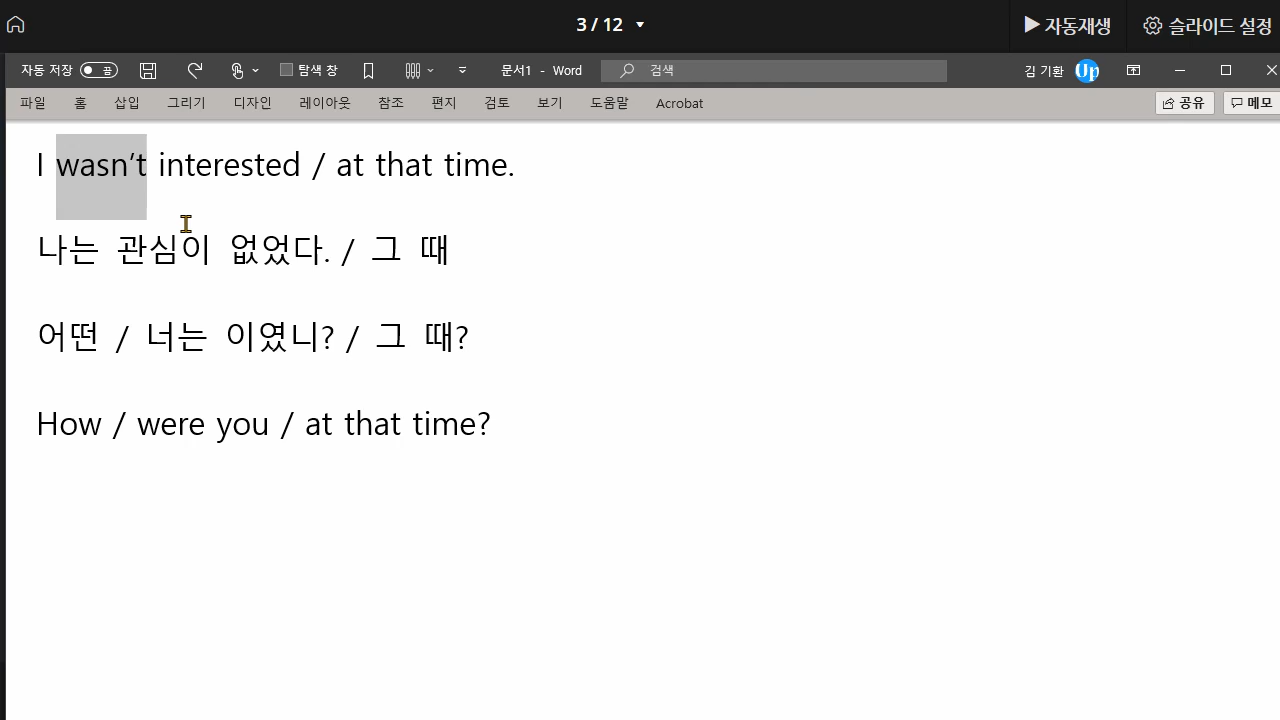 3 / 12
자동재생
슬라이드 설정
자동 저장 끔 탐색 창 문서1 - Word 검색 김 기환 Up
파일 홈 삽입 그리기 디자인 레이아웃 참조 편지 검토 보기 도움말 Acrobat 공유 메모
I wasn’t interested / at that time.
나는 관심이 없었다. / 그 때
어떤 / 너는 이였니? / 그 때?
How / were you / at that time?